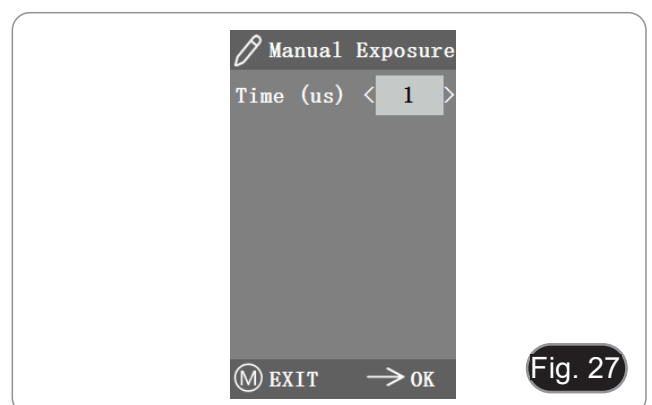 Manual Exposure
Time (us) < 1 >
M EXIT → OK
Fig. 27